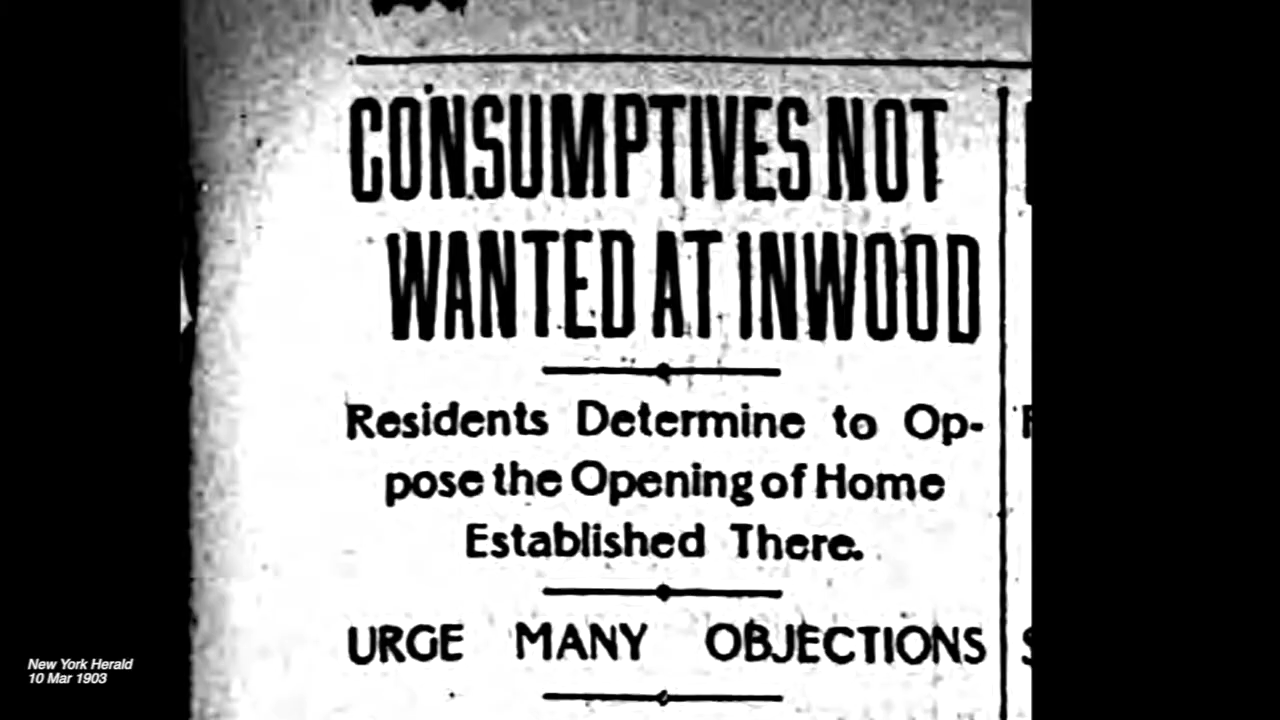 CONSUMPTIVES NOT
WANTED AT INWOOD
Residents Determine to Op-
pose the Opening of Home
Established There.
URGE MANY OBJECTIONS
New York Herald
10 Mar 1903